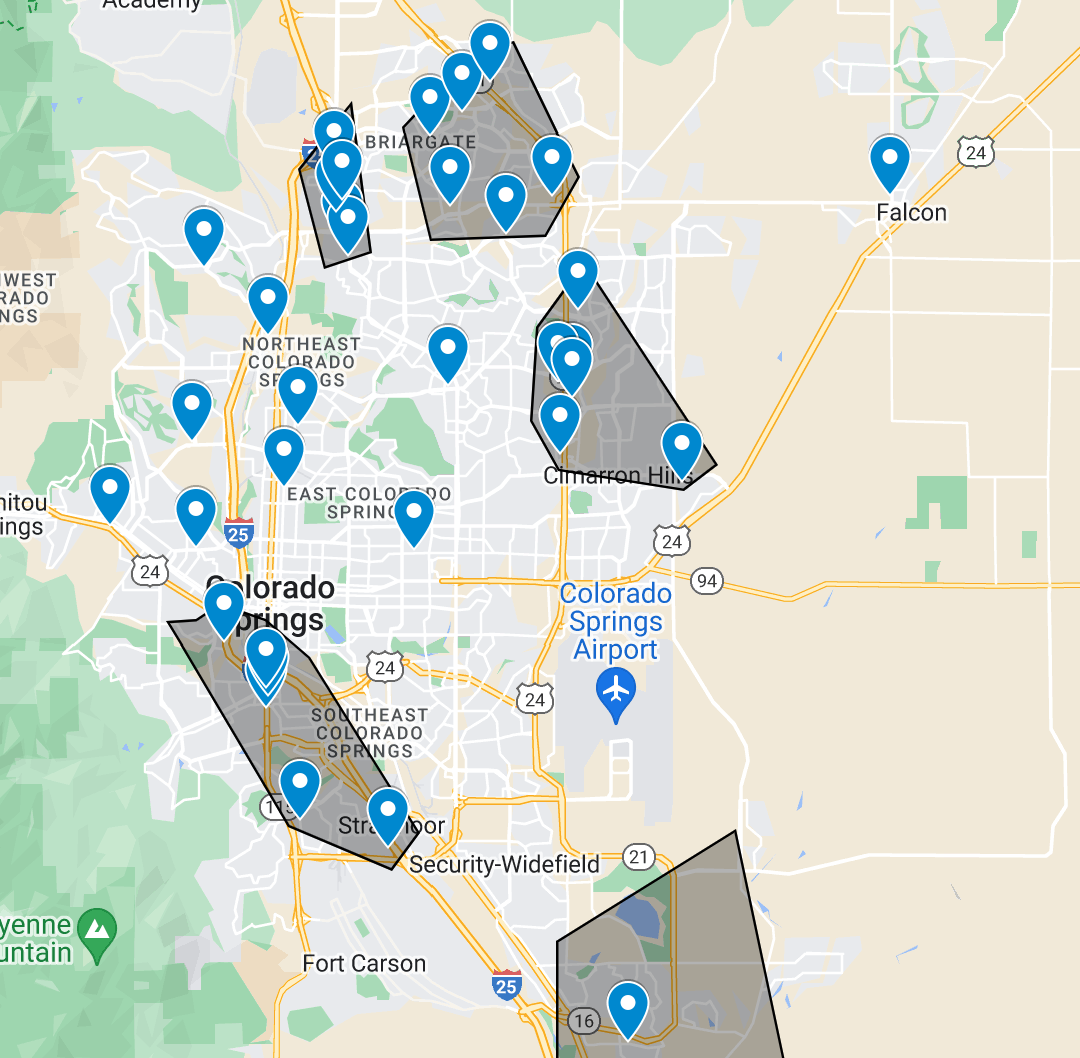 Academy
BRIARGATE
24
Falcon
NORTHEAST
COLORADO
SPRINGS
Cimarron Hills
EAST COLORADO
SPRINGS
25
24
24
94
Colorado
Springs
Colorado
Springs
Airport
24
24
SOUTHEAST
COLORADO
SPRINGS
115
Security-Widefield
21
Fort Carson
25
16